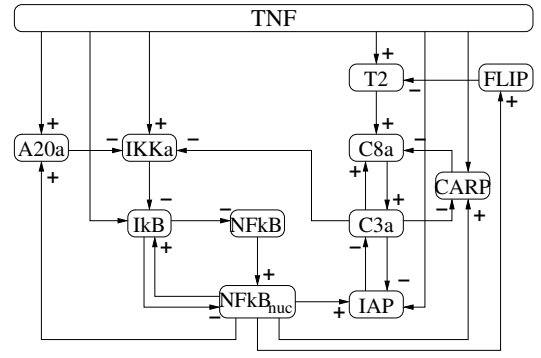 TNF
+ + +
T2 - FLIP
+ + +
A20a - IKKa - C8a -
+ + + CARP
- - - +
IkB NFkB C3a
+ + - -
NFkBnuc + IAP
-